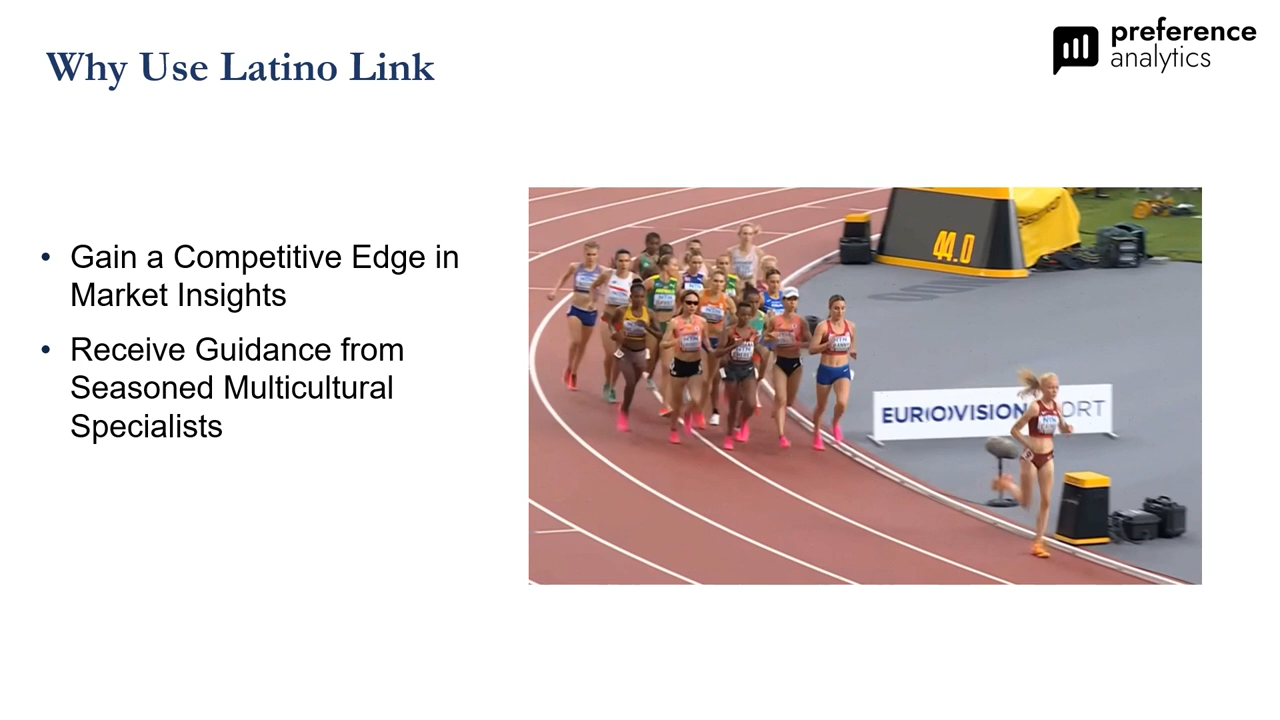 Why Use Latino Link
preference
analytics
• Gain a Competitive Edge in
Market Insights
• Receive Guidance from
Seasoned Multicultural
Specialists
44.0
EUR(O)VISION
ORT